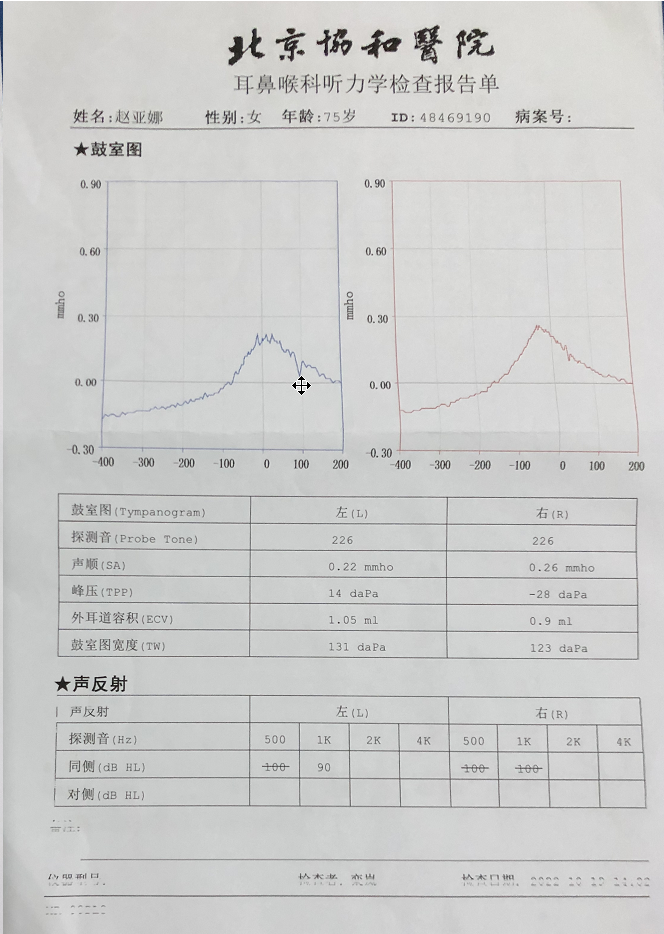 北京協和醫院
耳鼻喉科听力学检查报告单
姓名:赵亚娜 性别:女 年龄:75岁 ID:48469190 病案号:
★鼓室图
0.90 0.90
0.60 0.60
mmho mmho
0.30 0.30
0.00 0.00
-0.30 -0.30
-400 -300 -200 -100 0 100 200 -400 -300 -200 -100 0 100 200
鼓室图(Tympanogram) 左(L) 右(R)
探测音(Probe Tone) 226 226
声顺(SA) 0.22 mmho 0.26 mmho
峰压(TPP) 14 daPa -28 daPa
外耳道容积(ECV) 1.05 ml 0.9 ml
鼓室图宽度(TW) 131 daPa 123 daPa
★声反射
声反射 左(L) 右(R)
探测音(Hz) 500 1K 2K 4K 500 1K 2K 4K
同侧(dB HL) 100 90 100 100
对侧(dB HL)
备注:
仪器型号: 检查者: 检查日期: